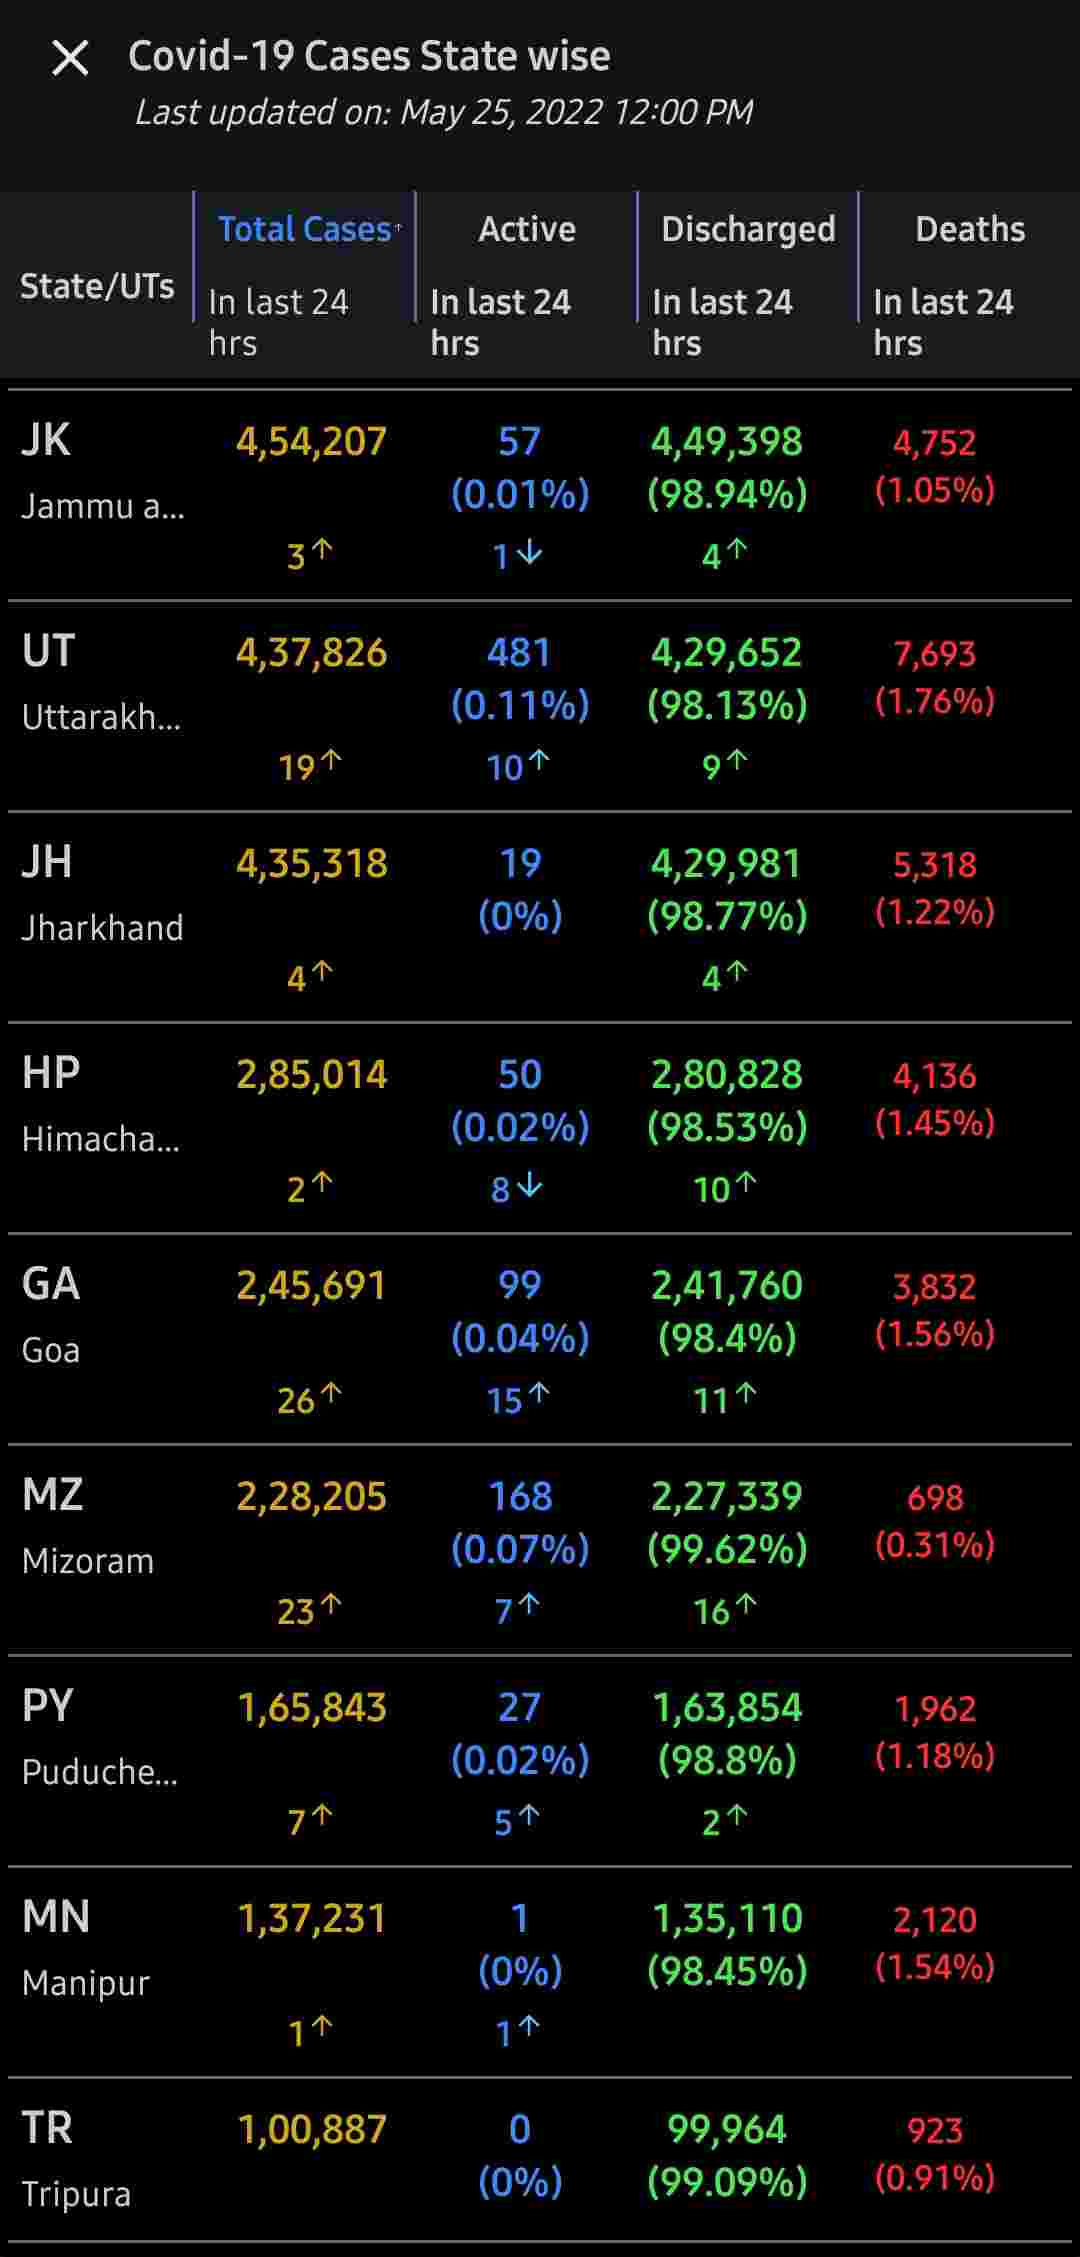 Covid-19 Cases State wise
Last updated on: May 25, 2022 12:00 PM
State/UTs Total Cases↑ Active Discharged Deaths
In last 24 hrs In last 24 hrs In last 24 hrs In last 24 hrs
JK 4,54,207 57 4,49,398 4,752
Jammu a... (0.01%) (98.94%) (1.05%)
3↑ 1↓ 4↑
UT 4,37,826 481 4,29,652 7,693
Uttarakh... (0.11%) (98.13%) (1.76%)
19↑ 10↑ 9↑
JH 4,35,318 19 4,29,981 5,318
Jharkhand (0%) (98.77%) (1.22%)
4↑ 4↑
HP 2,85,014 50 2,80,828 4,136
Himacha... (0.02%) (98.53%) (1.45%)
2↑ 8↓ 10↑
GA 2,45,691 99 2,41,760 3,832
Goa (0.04%) (98.4%) (1.56%)
26↑ 15↑ 11↑
MZ 2,28,205 168 2,27,339 698
Mizoram (0.07%) (99.62%) (0.31%)
23↑ 7↑ 16↑
PY 1,65,843 27 1,63,854 1,962
Puduche... (0.02%) (98.8%) (1.18%)
7↑ 5↑ 2↑
MN 1,37,231 1 1,35,110 2,120
Manipur (0%) (98.45%) (1.54%)
1↑ 1↑
TR 1,00,887 0 99,964 923
Tripura (0%) (99.09%) (0.91%)